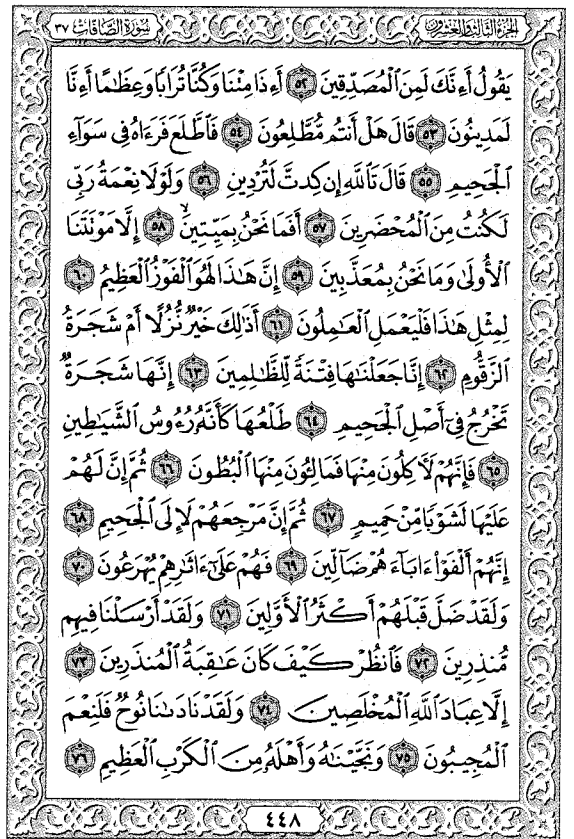 الجزء الثالث والعشرون سورة الصافات ٣٧
يَقُولُ أَءِنَّكَ لَمِنَ ٱلْمُصَدِّقِينَ ٥٢ أَءِذَا مِتْنَا وَكُنَّا تُرَابًا وَعِظَٰمًا أَءِنَّا
لَمَدِينُونَ ٥٣ قَالَ هَلْ أَنتُم مُّطَّلِعُونَ ٥٤ فَٱطَّلَعَ فَرَءَاهُ فِى سَوَآءِ
ٱلْجَحِيمِ ٥٥ قَالَ تَٱللَّهِ إِن كِدتَّ لَتُرْدِينِ ٥٦ وَلَوْلَا نِعْمَةُ رَبِّى
لَكُنتُ مِنَ ٱلْمُحْضَرِينَ ٥٧ أَفَمَا نَحْنُ بِمَيِّتِينَ ٥٨ إِلَّا مَوْتَتَنَا
ٱلْأُولَىٰ وَمَا نَحْنُ بِمُعَذَّبِينَ ٥٩ إِنَّ هَٰذَا لَهُوَ ٱلْفَوْزُ ٱلْعَظِيمُ ٦٠
لِمِثْلِ هَٰذَا فَلْيَعْمَلِ ٱلْعَٰمِلُونَ ٦١ أَذَٰلِكَ خَيْرٌ نُّزُلًا أَمْ شَجَرَةُ
ٱلزَّقُّومِ ٦٢ إِنَّا جَعَلْنَٰهَا فِتْنَةً لِّلظَّٰلِمِينَ ٦٣ إِنَّهَا شَجَرَةٌ
تَخْرُجُ فِىٓ أَصْلِ ٱلْجَحِيمِ ٦٤ طَلْعُهَا كَأَنَّهُۥ رُءُوسُ ٱلشَّيَٰطِينِ
٦٥ فَإِنَّهُمْ لَءَاكِلُونَ مِنْهَا فَمَالِـُٔونَ مِنْهَا ٱلْبُطُونَ ٦٦ ثُمَّ إِنَّ لَهُمْ
عَلَيْهَا لَشَوْبًا مِّنْ حَمِيمٍ ٦٧ ثُمَّ إِنَّ مَرْجِعَهُمْ لَإِلَى ٱلْجَحِيمِ ٦٨
إِنَّهُمْ أَلْفَوْا۟ ءَابَآءَهُمْ ضَآلِّينَ ٦٩ فَهُمْ عَلَىٰٓ ءَاثَٰرِهِمْ يُهْرَعُونَ ٧٠
وَلَقَدْ ضَلَّ قَبْلَهُمْ أَكْثَرُ ٱلْأَوَّلِينَ ٧١ وَلَقَدْ أَرْسَلْنَا فِيهِم
مُّنذِرِينَ ٧٢ فَٱنظُرْ كَيْفَ كَانَ عَٰقِبَةُ ٱلْمُنذَرِينَ ٧٣
إِلَّا عِبَادَ ٱللَّهِ ٱلْمُخْلَصِينَ ٧٤ وَلَقَدْ نَادَىٰنَا نُوحٌ فَلَنِعْمَ
ٱلْمُجِيبُونَ ٧٥ وَنَجَّيْنَٰهُ وَأَهْلَهُۥ مِنَ ٱلْكَرْبِ ٱلْعَظِيمِ ٧٦
٤٤٨